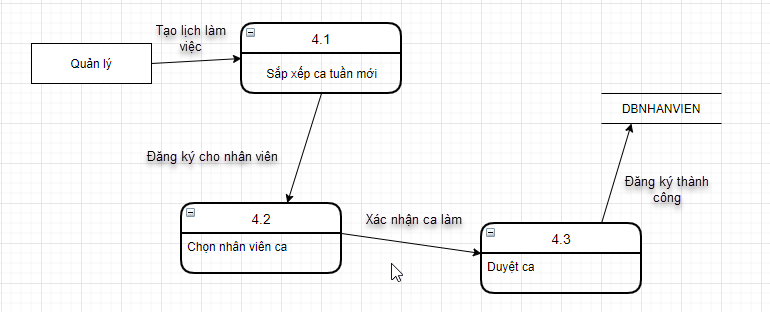 Tạo lịch làm
việc
4.1
Quản lý
Sắp xếp ca tuần mới
DBNHANVIEN
Đăng ký cho nhân viên
Đăng ký thành
công
4.2
Xác nhận ca làm
Chọn nhân viên ca
4.3
Duyệt ca